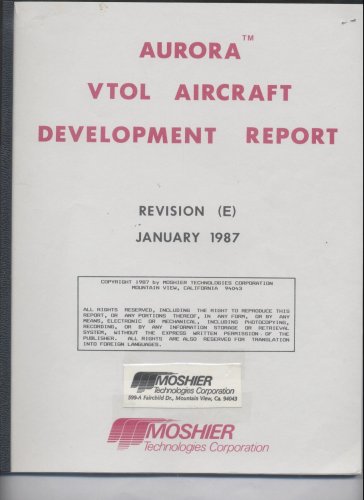 AURORA™
VTOL AIRCRAFT
DEVELOPMENT REPORT
REVISION (E)
JANUARY 1987
COPYRIGHT 1987 by MOSHIER TECHNOLOGIES CORPORATION
MOUNTAIN VIEW, CALIFORNIA 94043
ALL RIGHTS RESERVED, INCLUDING THE RIGHT TO REPRODUCE THIS
REPORT, OR ANY PORTIONS THEREOF, IN ANY FORM, OR BY ANY
MEANS, ELECTRONIC OR MECHANICAL, INCLUDING PHOTOCOPYING,
RECORDING, OR BY ANY INFORMATION STORAGE OR RETRIEVAL
SYSTEM, WITHOUT THE EXPRESS WRITTEN PERMISSION OF THE
PUBLISHER. ALL RIGHTS ARE ALSO RESERVED FOR TRANSLATION
INTO FOREIGN LANGUAGES.
MOSHIER
Technologies Corporation
599-A Fairchild Dr., Mountain View, Ca. 94043
MOSHIER
Technologies Corporation